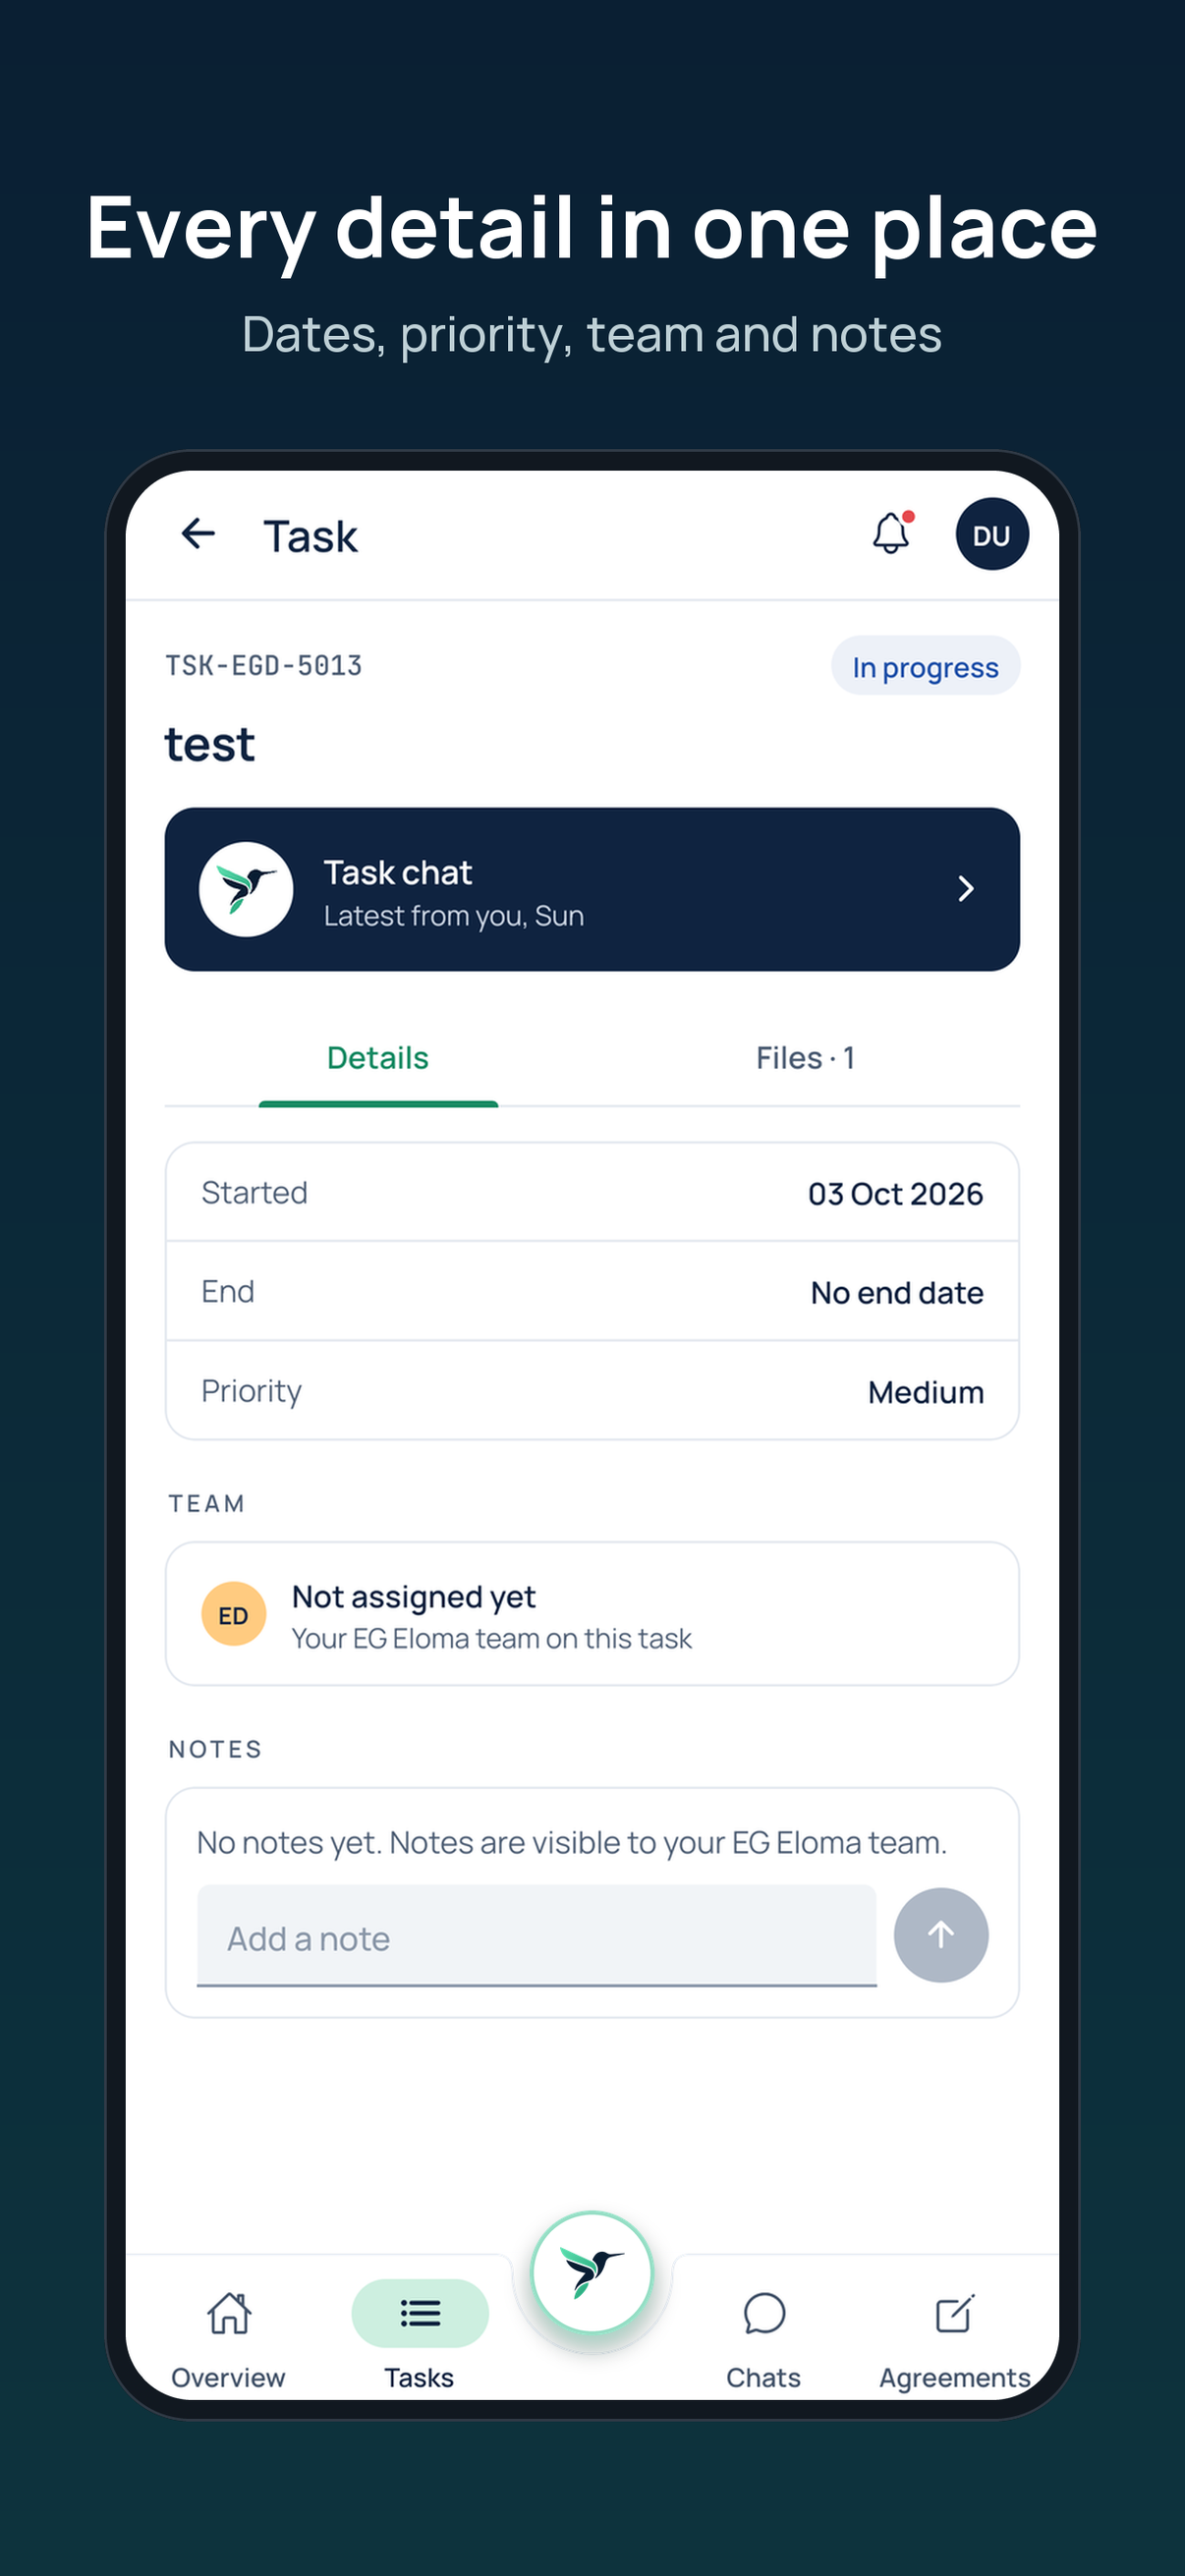 Every detail in one place
Dates, priority, team and notes
Task
DU
TSK-EGD-5013
In progress
test
Task chat
Latest from you, Sun
Details
Files · 1
Started
03 Oct 2026
End
No end date
Priority
Medium
TEAM
ED
Not assigned yet
Your EG Eloma team on this task
NOTES
No notes yet. Notes are visible to your EG Eloma team.
Add a note
Overview
Tasks
Chats
Agreements